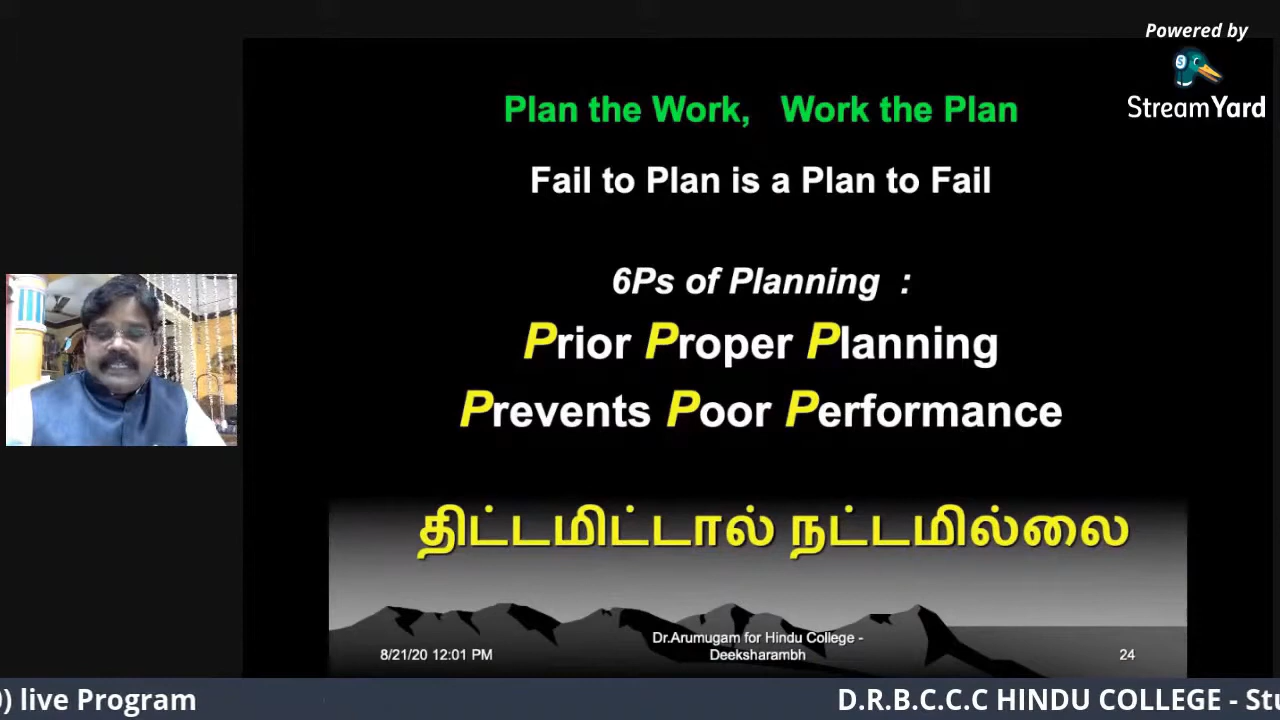 Powered by
StreamYard
Plan the Work, Work the Plan
Fail to Plan is a Plan to Fail
6Ps of Planning :
Prior Proper Planning
Prevents Poor Performance
திட்டமிட்டால் நட்டமில்லை
Dr.Arumugam for Hindu College -
Deeksharambh
8/21/20 12:01 PM
24
) live Program
D.R.B.C.C.C HINDU COLLEGE - Stu